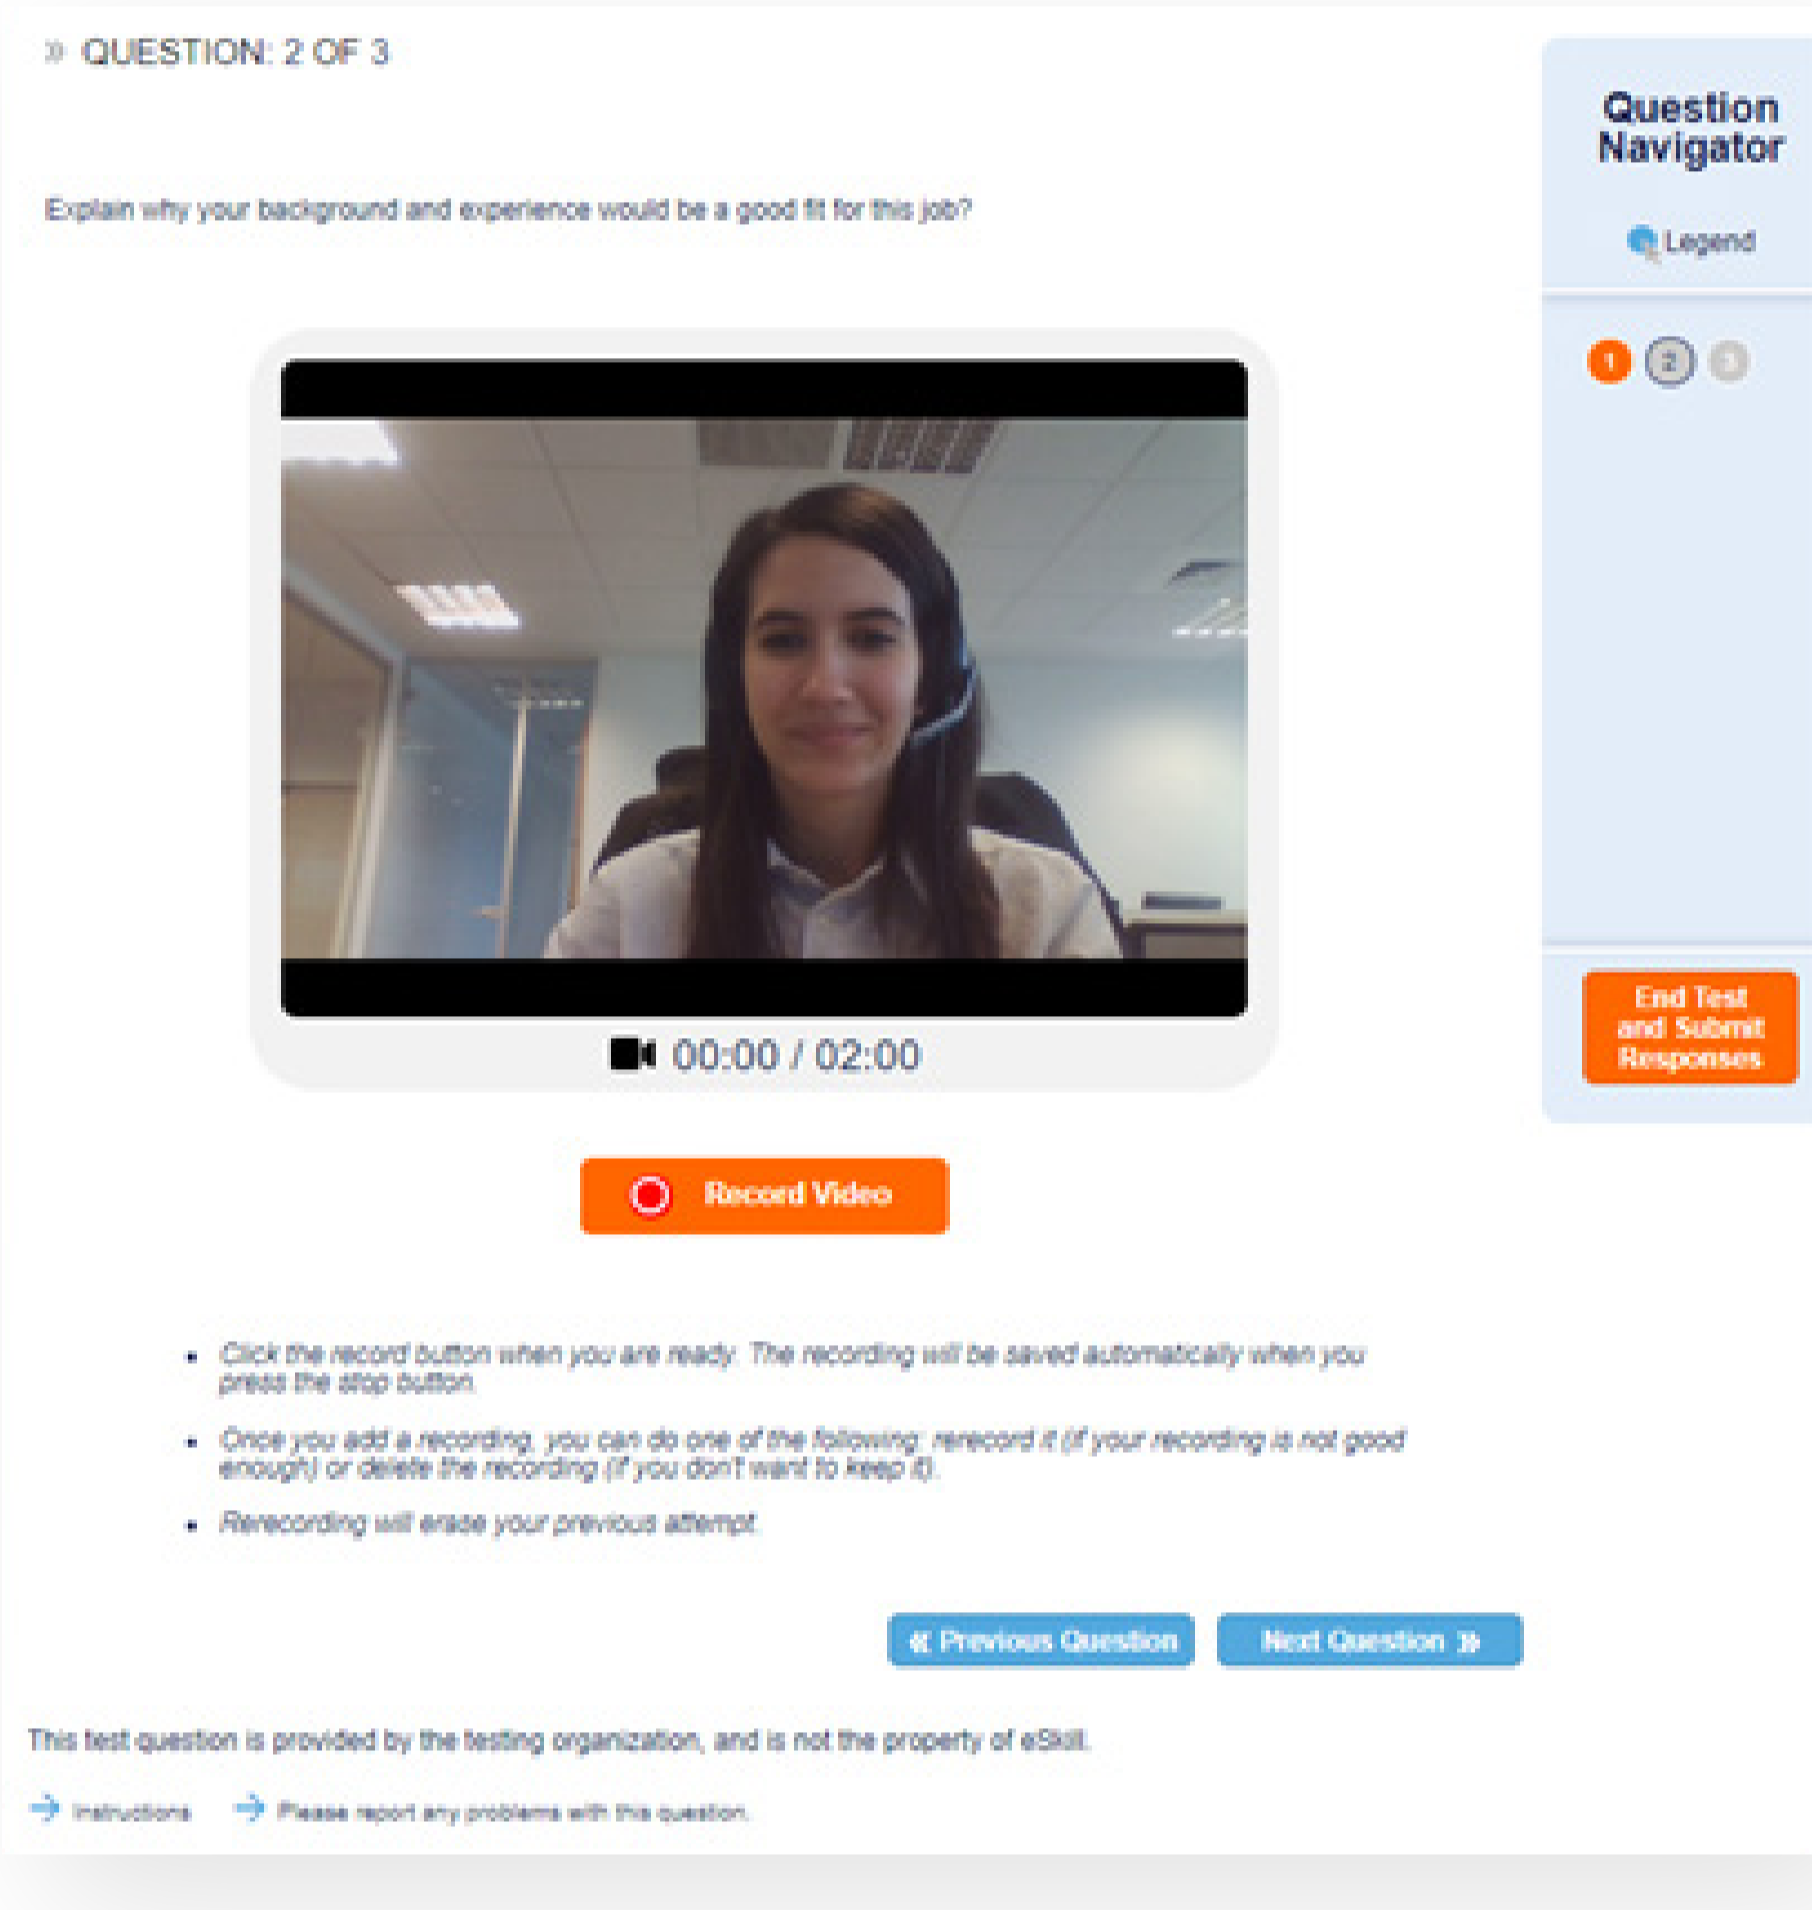 » QUESTION: 2 OF 3
Explain why your background and experience would be a good fit for this job?
00:00 / 02:00
Record Video
• Click the record button when you are ready. The recording will be saved automatically when you
press the stop button.
• Once you add a recording, you can do one of the following: rerecord it (if your recording is not good
enough) or delete the recording (if you don't want to keep it).
• Rerecording will erase your previous attempt.
« Previous Question
Next Question »
This test question is provided by the testing organization, and is not the property of eSkill.
Instructions
Please report any problems with this question.
Question
Navigator
Legend
1 2 3
End Test
and Submit
Responses